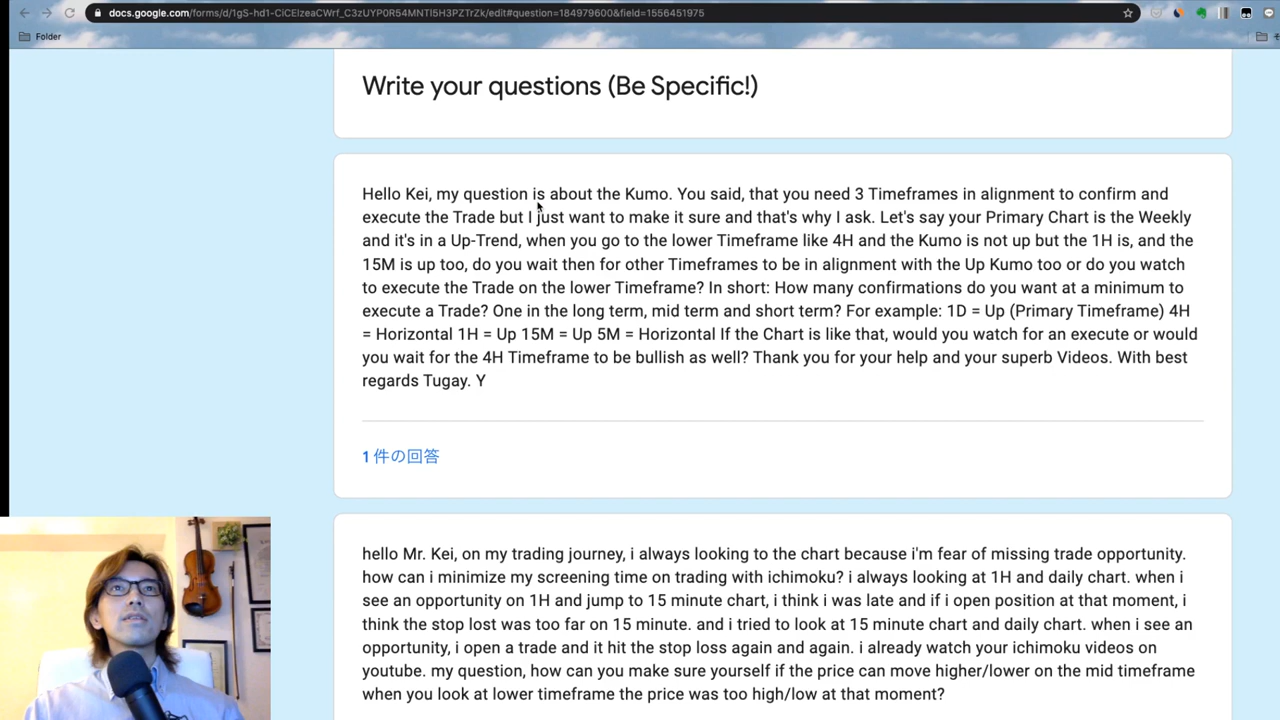 docs.google.com/forms/d/1gS-hd1-CiCElzeaCWrf_C3zUYP0R54MNTl5H3PZTrZk/edit#question=184979600&field=1556451975
Folder
Write your questions (Be Specific!)
Hello Kei, my question is about the Kumo. You said, that you need 3 Timeframes in alignment to confirm and
execute the Trade but I just want to make it sure and that's why I ask. Let's say your Primary Chart is the Weekly
and it's in a Up-Trend, when you go to the lower Timeframe like 4H and the Kumo is not up but the 1H is, and the
15M is up too, do you wait then for other Timeframes to be in alignment with the Up Kumo too or do you watch
to execute the Trade on the lower Timeframe? In short: How many confirmations do you want at a minimum to
execute a Trade? One in the long term, mid term and short term? For example: 1D = Up (Primary Timeframe) 4H
= Horizontal 1H = Up 15M = Up 5M = Horizontal If the Chart is like that, would you watch for an execute or would
you wait for the 4H Timeframe to be bullish as well? Thank you for your help and your superb Videos. With best
regards Tugay. Y
1 件の回答
hello Mr. Kei, on my trading journey, i always looking to the chart because i'm fear of missing trade opportunity.
how can i minimize my screening time on trading with ichimoku? i always looking at 1H and daily chart. when i
see an opportunity on 1H and jump to 15 minute chart, i think i was late and if i open position at that moment, i
think the stop lost was too far on 15 minute. and i tried to look at 15 minute chart and daily chart. when i see an
opportunity, i open a trade and it hit the stop loss again and again. i already watch your ichimoku videos on
youtube. my question, how can you make sure yourself if the price can move higher/lower on the mid timeframe
when you look at lower timeframe the price was too high/low at that moment?